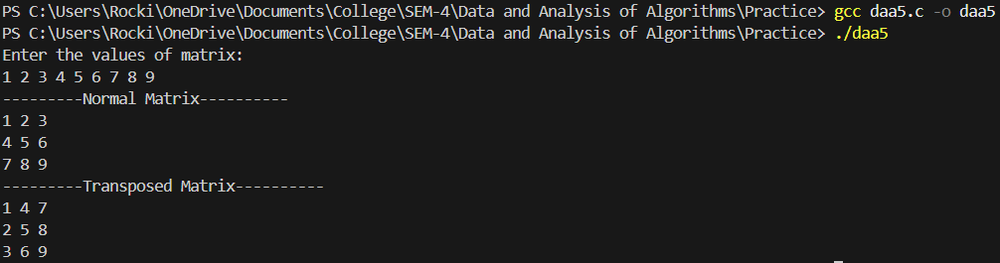 PS C:\Users\Rocki\OneDrive\Documents\College\SEM-4\Data and Analysis of Algorithms\Practice> gcc daa5.c -o daa5
PS C:\Users\Rocki\OneDrive\Documents\College\SEM-4\Data and Analysis of Algorithms\Practice> ./daa5
Enter the values of matrix:
1 2 3 4 5 6 7 8 9
---------Normal Matrix----------
1 2 3
4 5 6
7 8 9
---------Transposed Matrix----------
1 4 7
2 5 8
3 6 9